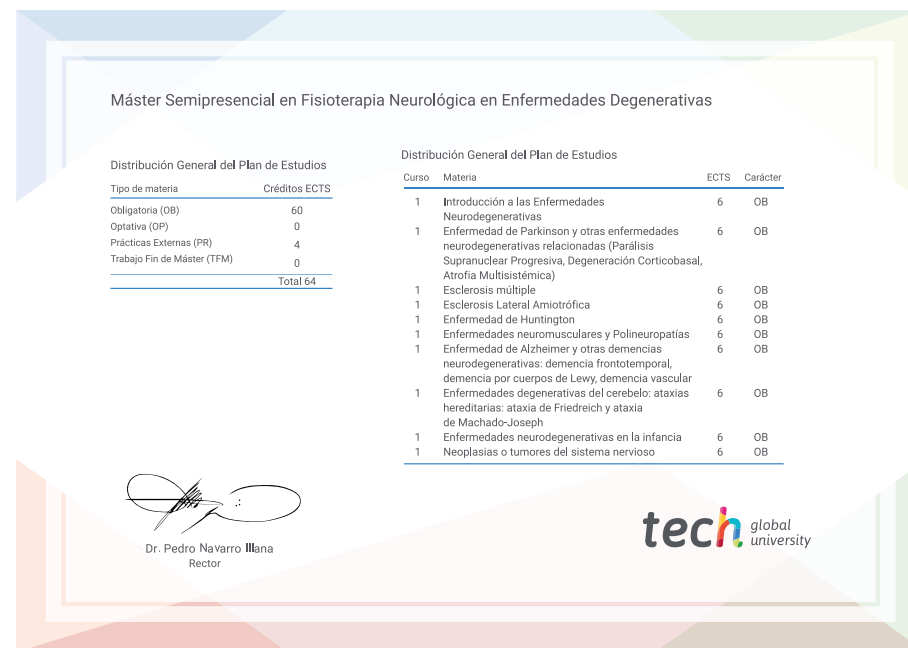 Máster Semipresencial en Fisioterapia Neurológica en Enfermedades Degenerativas
Distribución General del Plan de Estudios
Tipo de materia Créditos ECTS
Obligatoria (OB) 60
Optativa (OP) 0
Prácticas Externas (PR) 4
Trabajo Fin de Máster (TFM) 0
Total 64
Distribución General del Plan de Estudios
Curso Materia ECTS Carácter
1 Introducción a las Enfermedades 6 OB
Neurodegenerativas
1 Enfermedad de Parkinson y otras enfermedades 6 OB
neurodegenerativas relacionadas (Parálisis
Supranuclear Progresiva, Degeneración Corticobasal,
Atrofia Multisistémica)
1 Esclerosis múltiple 6 OB
1 Esclerosis Lateral Amiotrófica 6 OB
1 Enfermedad de Huntington 6 OB
1 Enfermedades neuromusculares y Polineuropatías 6 OB
1 Enfermedad de Alzheimer y otras demencias 6 OB
neurodegenerativas: demencia frontotemporal,
demencia por cuerpos de Lewy, demencia vascular
1 Enfermedades degenerativas del cerebelo: ataxias 6 OB
hereditarias: ataxia de Friedreich y ataxia
de Machado-Joseph
1 Enfermedades neurodegenerativas en la infancia 6 OB
1 Neoplasias o tumores del sistema nervioso 6 OB
Dr. Pedro Navarro Illana
Rector
tech global
university